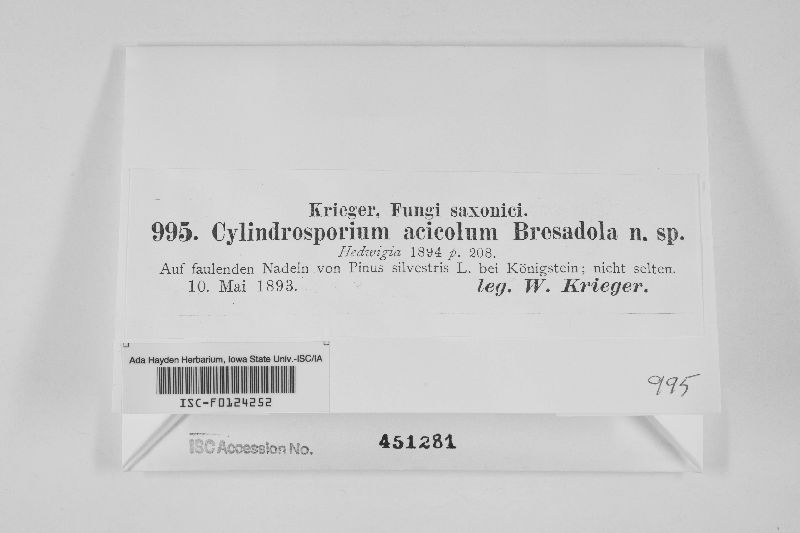 Krieger, Fungi saxonici.
995. Cylindrosporium acicolum Bresadola n. sp.
Hedwigia 1894 p. 208.
Auf faulenden Nadeln von Pinus silvestris L. bei Königstein; nicht selten.
10. Mai 1893. leg. W. Krieger.
Ada Hayden Herbarium, Iowa State Univ.-ISC/IA
ISC-F0124252
995
ISC Accession No. 451281